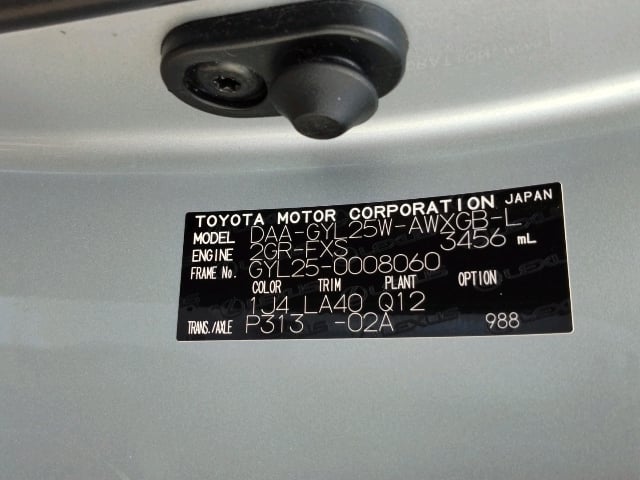 TOYOTA MOTOR CORPORATION JAPAN
MODEL DAA-GYL25W-AWXGB-L
ENGINE 2GR-FXS 3456 mL
FRAME No. GYL25-0008060
COLOR TRIM PLANT OPTION
1J4 LA40 Q12
TRANS./AXLE P313 -02A 988